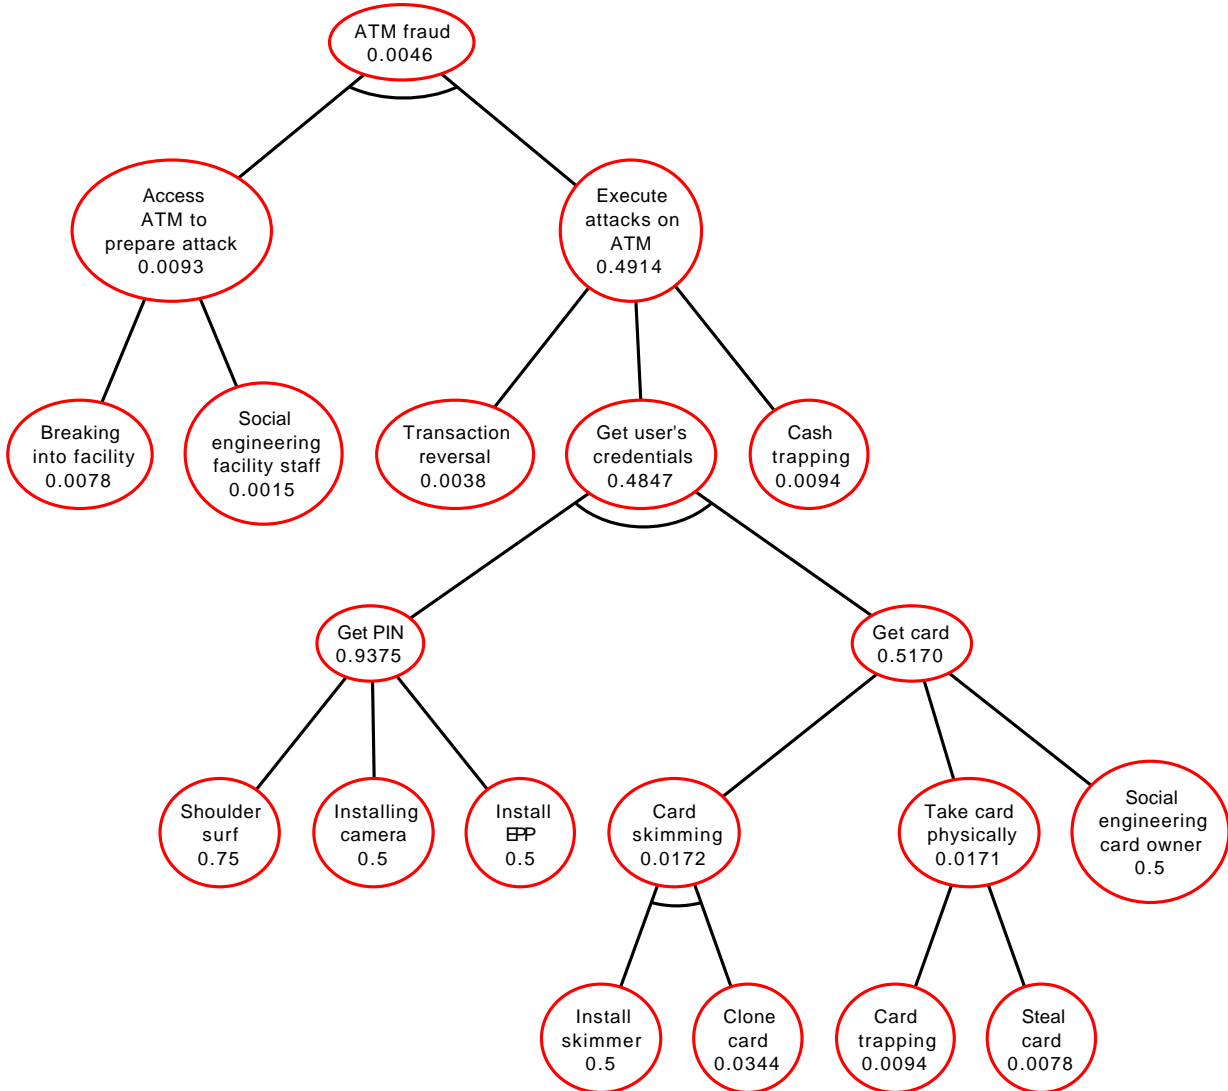 ATM fraud
0.0046
Access
ATM to
prepare attack
0.0093
Execute
attacks on
ATM
0.4914
Breaking
into facility
0.0078
Social
engineering
facility staff
0.0015
Transaction
reversal
0.0038
Get user's
credentials
0.4847
Cash
trapping
0.0094
Get PIN
0.9375
Get card
0.5170
Shoulder
surf
0.75
Installing
camera
0.5
Install
EPP
0.5
Card
skimming
0.0172
Take card
physically
0.0171
Social
engineering
card owner
0.5
Install
skimmer
0.5
Clone
card
0.0344
Card
trapping
0.0094
Steal
card
0.0078